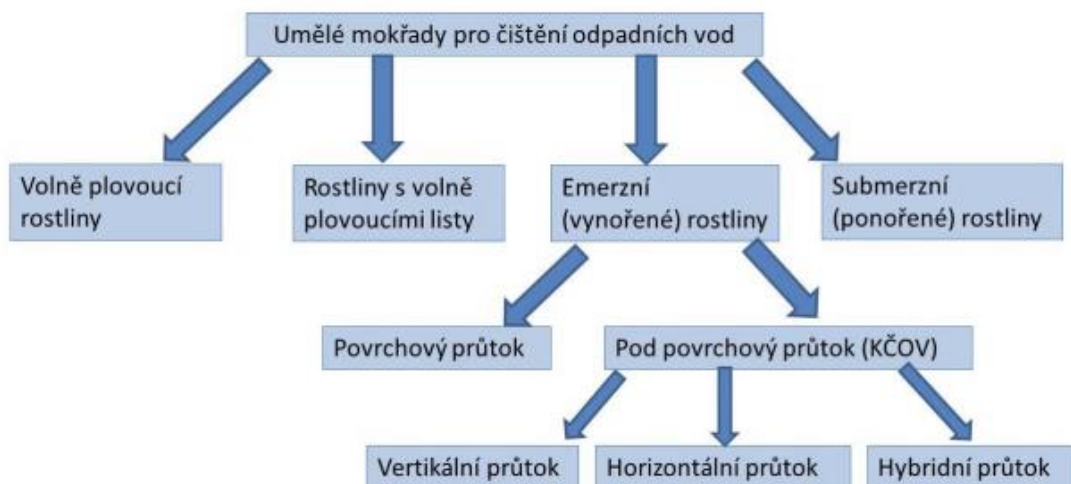 Umělé mokřady pro čištění odpadních vod
Volně plovoucí
rostliny
Rostliny s volně
plovoucími listy
Emerzní
(vynořené) rostliny
Submerzní
(ponořené) rostliny
Povrchový průtok
Pod povrchový průtok (KČOV)
Vertikální průtok
Horizontální průtok
Hybridní průtok